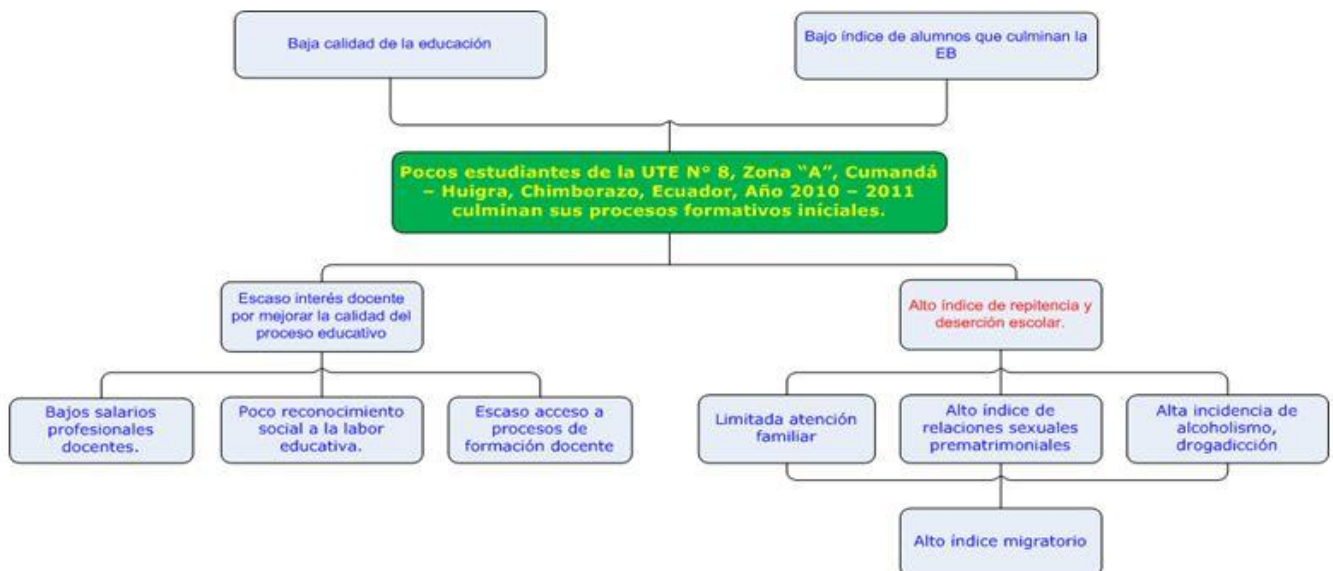 Baja calidad de la educación
Bajo índice de alumnos que culminan la
EB
Pocos estudiantes de la UTE N° 8, Zona “A”, Cumandá
– Huigra, Chimborazo, Ecuador, Año 2010 – 2011
culminan sus procesos formativos iníciales.
Escaso interés docente
por mejorar la calidad del
proceso educativo
Alto índice de repitencia y
deserción escolar.
Bajos salarios
profesionales
docentes.
Poco reconocimiento
social a la labor
educativa.
Escaso acceso a
procesos de
formación docente
Limitada atención
familiar
Alto índice de
relaciones sexuales
prematrimoniales
Alta incidencia de
alcoholismo,
drogadicción
Alto índice migratorio